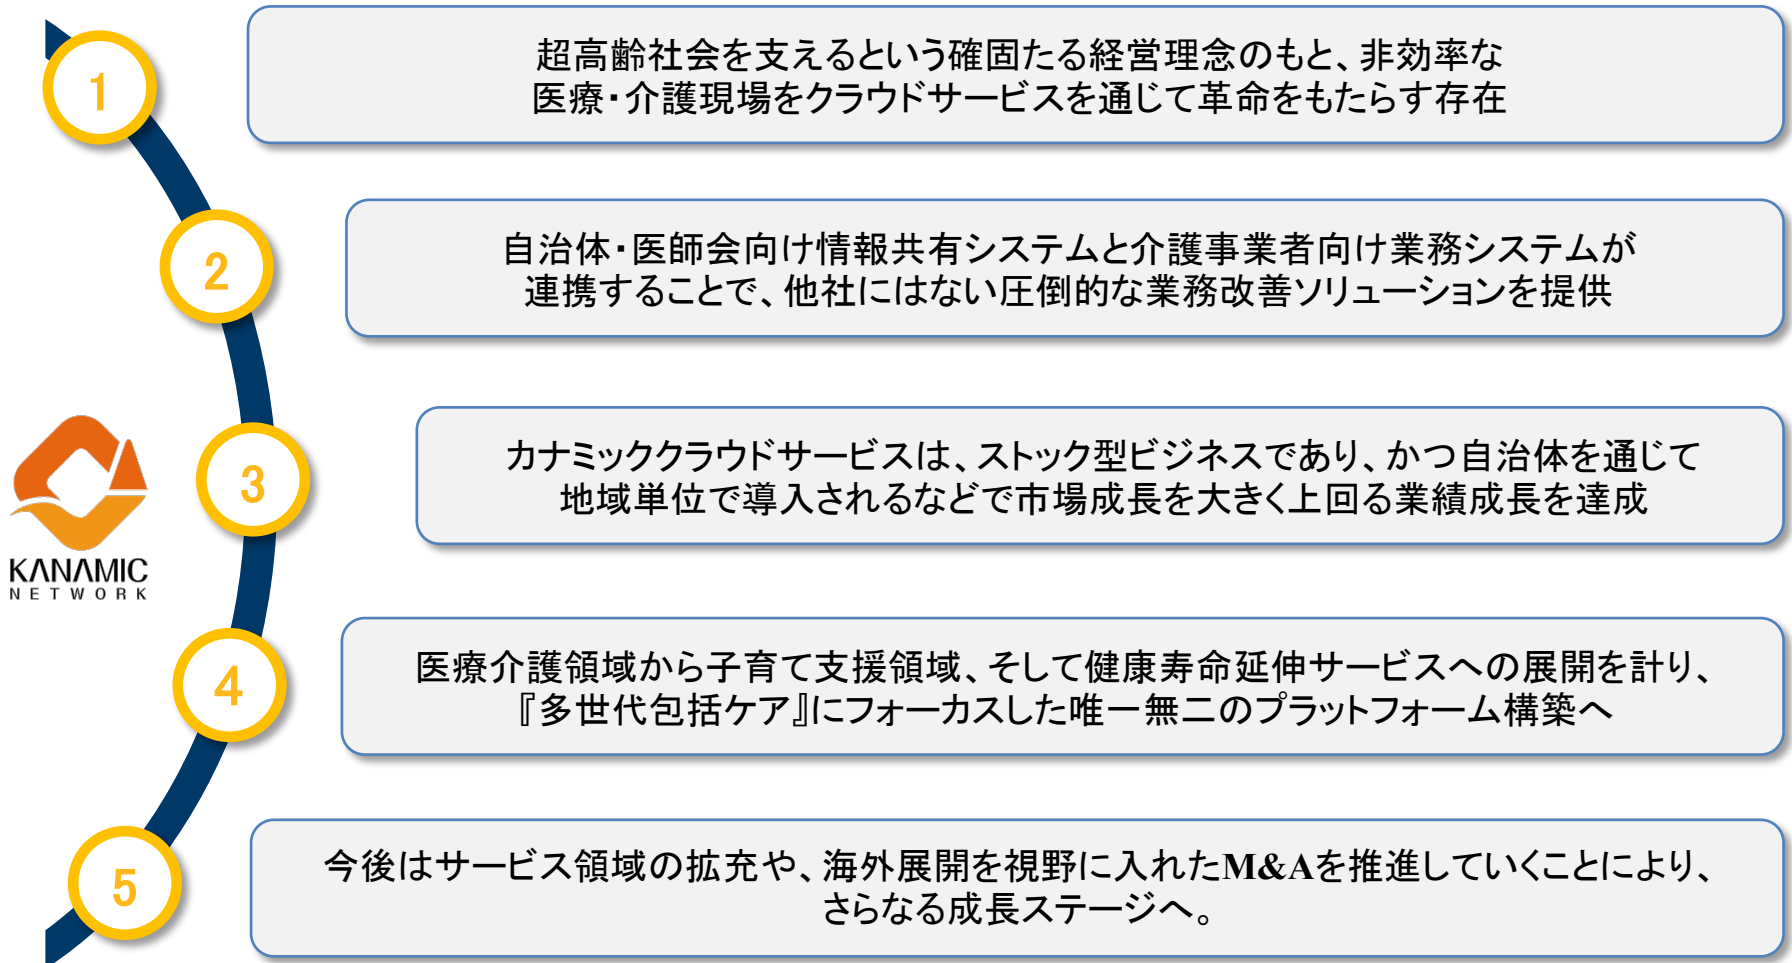 1
超高齢社会を支えるという確固たる経営理念のもと、非効率な
医療・介護現場をクラウドサービスを通じて革命をもたらす存在
2
自治体・医師会向け情報共有システムと介護事業者向け業務システムが
連携することで、他社にはない圧倒的な業務改善ソリューションを提供
3
カナミッククラウドサービスは、ストック型ビジネスであり、かつ自治体を通じて
地域単位で導入されるなどで市場成長を大きく上回る業績成長を達成
KANAMIC
NETWORK
4
医療介護領域から子育て支援領域、そして健康寿命延伸サービスへの展開を計り、
『多世代包括ケア』にフォーカスした唯一無二のプラットフォーム構築へ
5
今後はサービス領域の拡充や、海外展開を視野に入れたM&Aを推進していくことにより、
さらなる成長ステージへ。